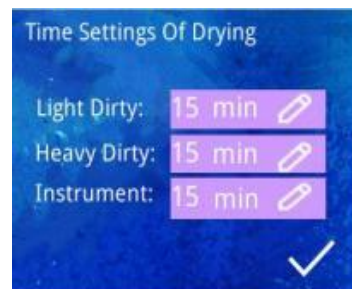 Time Settings Of Drying
Light Dirty: 15 min
Heavy Dirty: 15 min
Instrument: 15 min